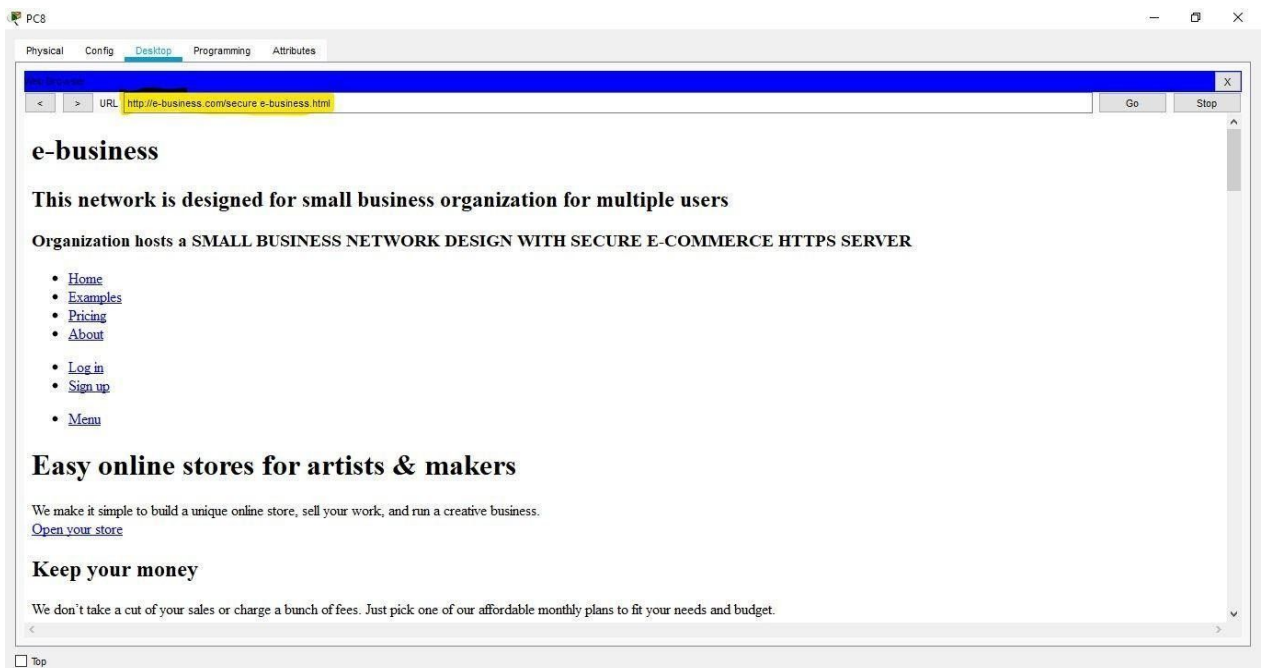 PC8
Physical Config Desktop Programming Attributes
Web Browser
X
< > URL http://e-business.com/secure e-business.html Go Stop
e-business
This network is designed for small business organization for multiple users
Organization hosts a SMALL BUSINESS NETWORK DESIGN WITH SECURE E-COMMERCE HTTPS SERVER
Home
Examples
Pricing
About
Log in
Sign up
Menu
Easy online stores for artists & makers
We make it simple to build a unique online store, sell your work, and run a creative business.
Open your store
Keep your money
We don't take a cut of your sales or charge a bunch of fees. Just pick one of our affordable monthly plans to fit your needs and budget.
Top